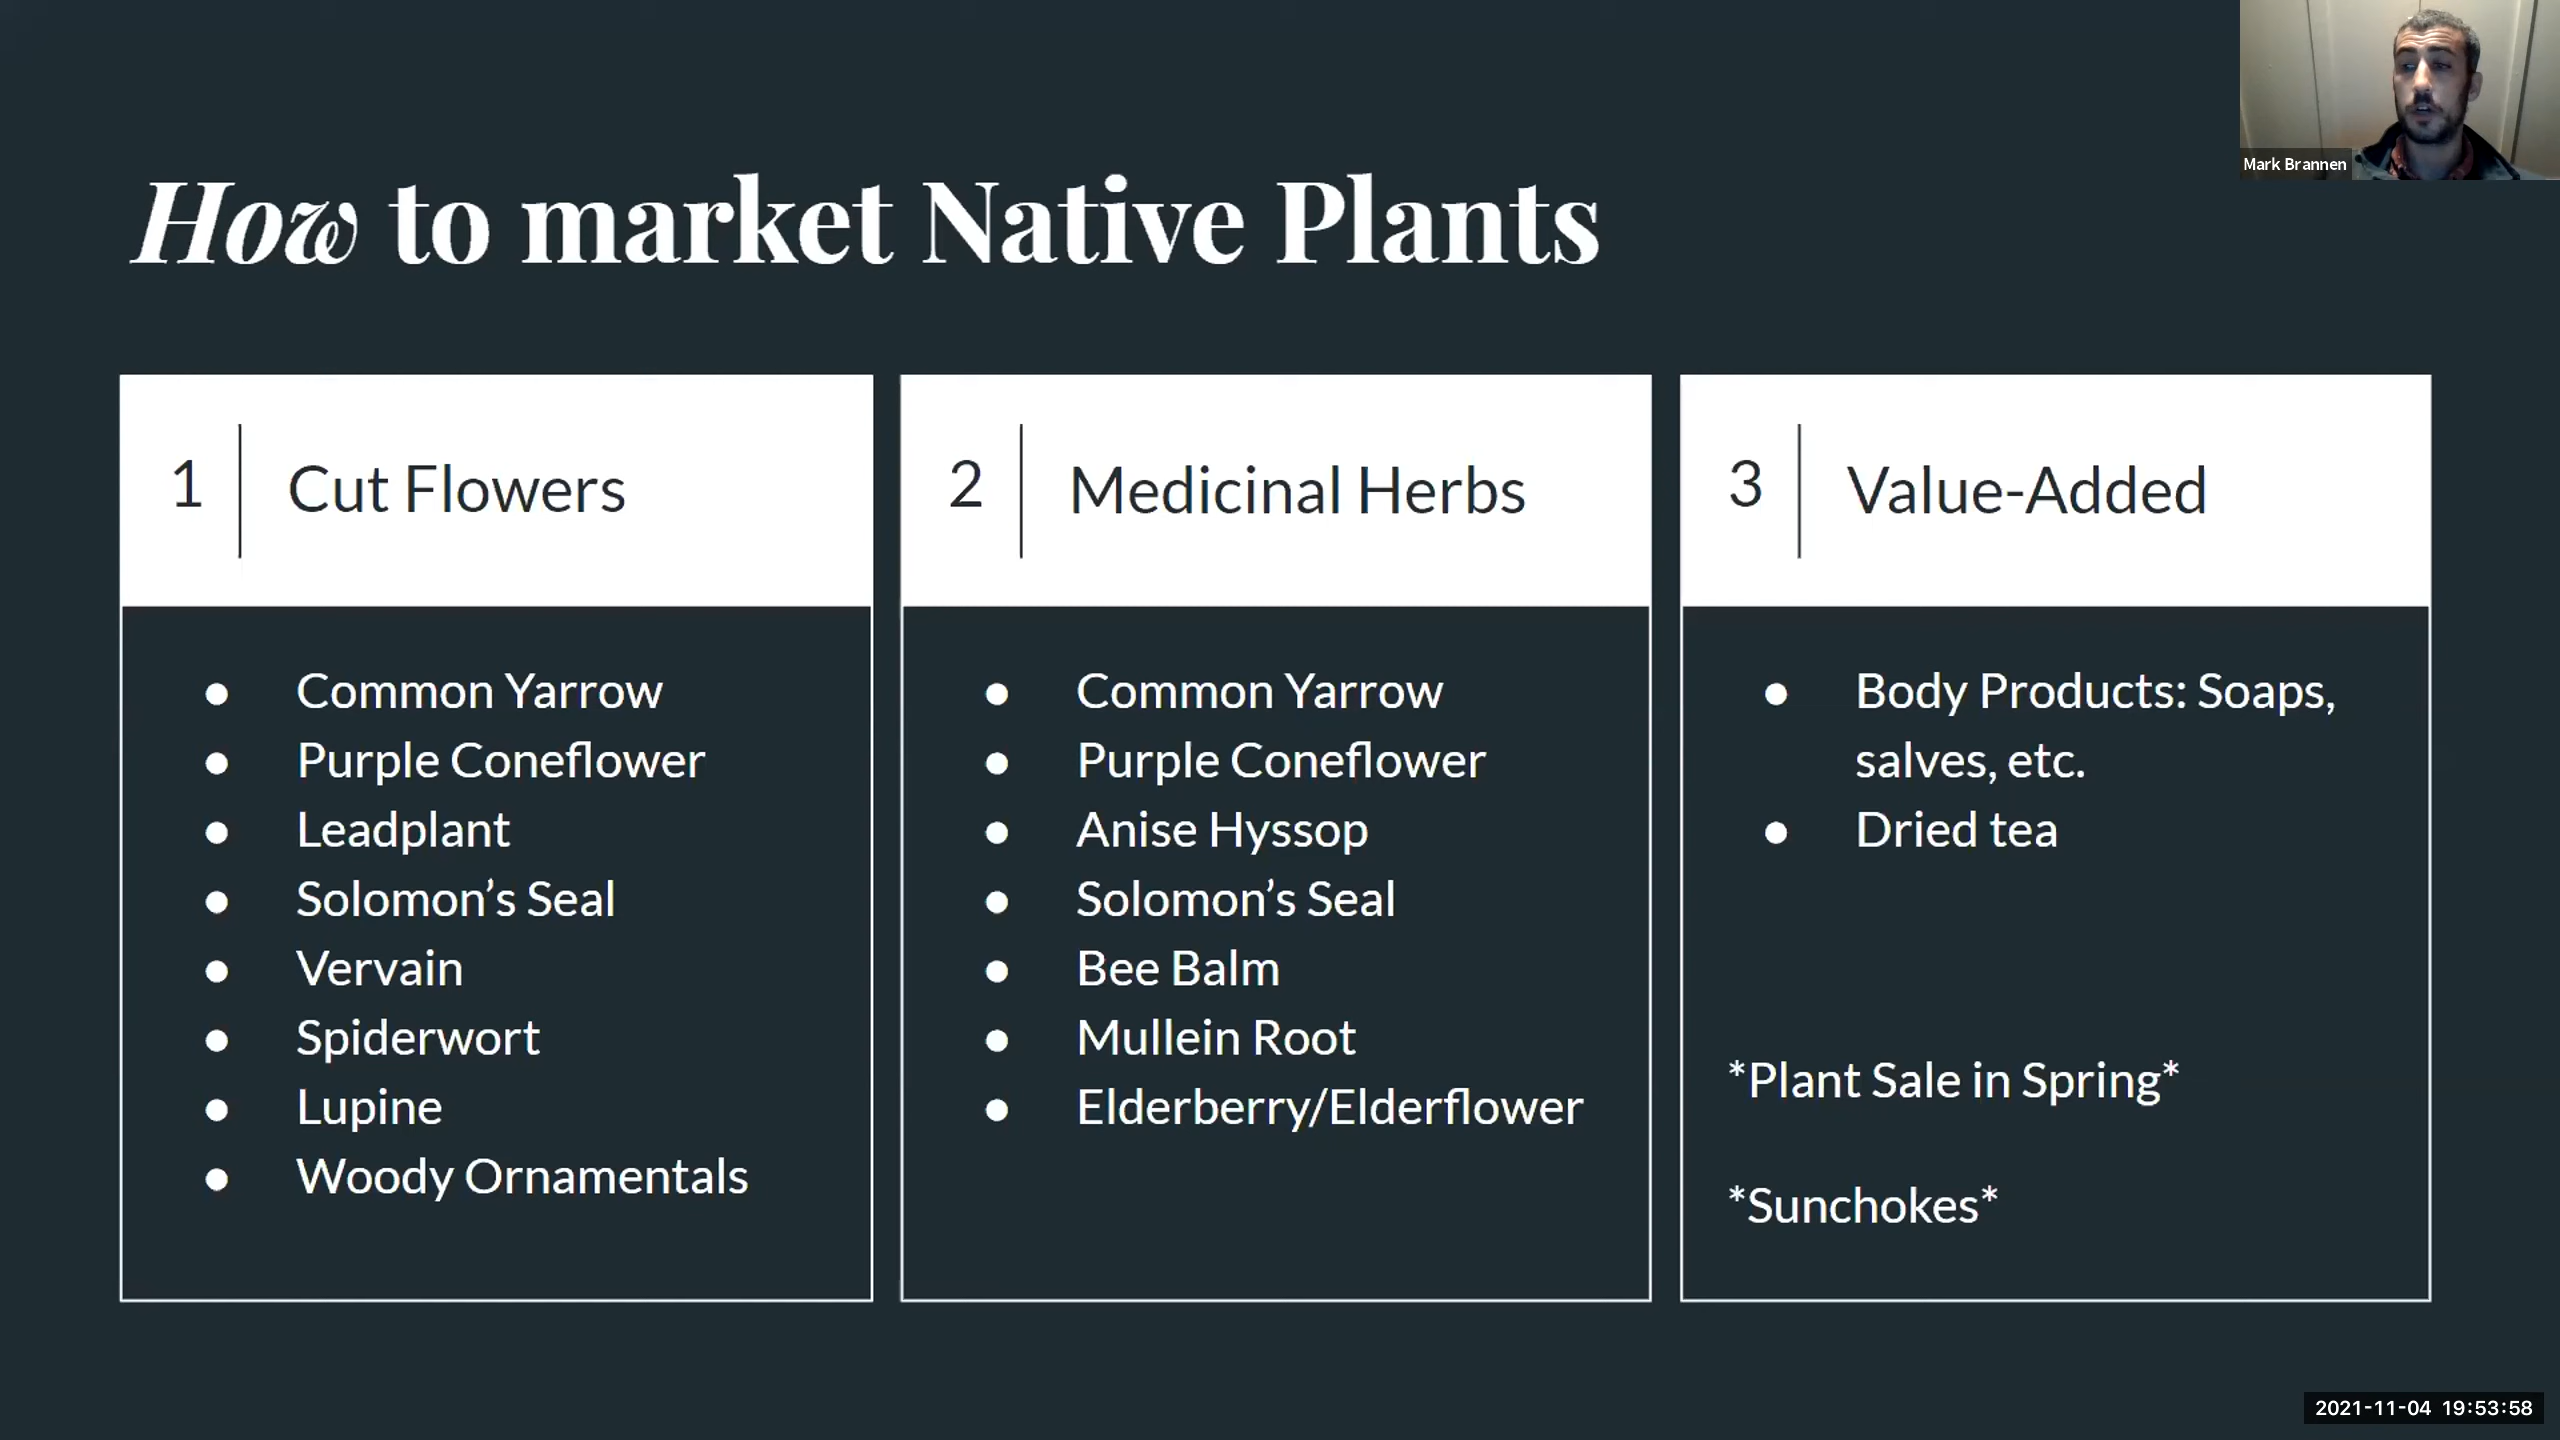 Mark Brannen
How to market Native Plants
1
Cut Flowers
● Common Yarrow
● Purple Coneflower
● Leadplant
● Solomon’s Seal
● Vervain
● Spiderwort
● Lupine
● Woody Ornamentals
2
Medicinal Herbs
● Common Yarrow
● Purple Coneflower
● Anise Hyssop
● Solomon’s Seal
● Bee Balm
● Mullein Root
● Elderberry/Elderflower
3
Value-Added
● Body Products: Soaps,
salves, etc.
● Dried tea
*Plant Sale in Spring*
*Sunchokes*
2021-11-04 19:53:58